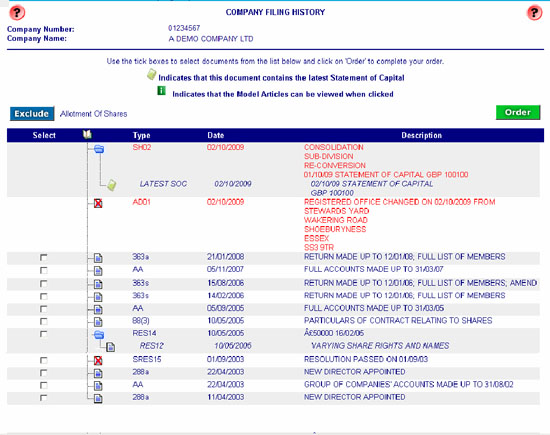 COMPANY FILING HISTORY
Company Number: 01234567
Company Name: A DEMO COMPANY LTD
Use the tick boxes to select documents from the list below and click on 'Order' to complete your order.
Indicates that this document contains the latest Statement of Capital
Indicates that the Model Articles can be viewed when clicked
Exclude Allotment Of Shares Order
Select Type Date Description
SH02 02/10/2009 CONSOLIDATION
SUB-DIVISION
RE-CONVERSION
01/10/09 STATEMENT OF CAPITAL GBP 100100
LATEST SOC 02/10/2009 02/10/09 STATEMENT OF CAPITAL
GBP 100100
AD01 02/10/2009 REGISTERED OFFICE CHANGED ON 02/10/2009 FROM
STEWARDS YARD
WAKERING ROAD
SHOEBURYNESS
ESSEX
SS3 9TR
363a 21/01/2008 RETURN MADE UP TO 12/01/08; FULL LIST OF MEMBERS
AA 05/11/2007 FULL ACCOUNTS MADE UP TO 31/03/07
363s 15/08/2006 RETURN MADE UP TO 12/01/06; FULL LIST OF MEMBERS; AMEND
363s 14/02/2006 RETURN MADE UP TO 12/01/06; FULL LIST OF MEMBERS
AA 05/09/2005 FULL ACCOUNTS MADE UP TO 31/03/05
88(3) 10/05/2005 PARTICULARS OF CONTRACT RELATING TO SHARES
RES14 10/05/2005 Â£50000 16/02/05
RES12 10/05/2005 VARYING SHARE RIGHTS AND NAMES
SRES15 01/09/2003 RESOLUTION PASSED ON 01/09/03
288a 22/04/2003 NEW DIRECTOR APPOINTED
AA 22/04/2003 GROUP OF COMPANIES' ACCOUNTS MADE UP TO 31/08/02
288a 11/04/2003 NEW DIRECTOR APPOINTED